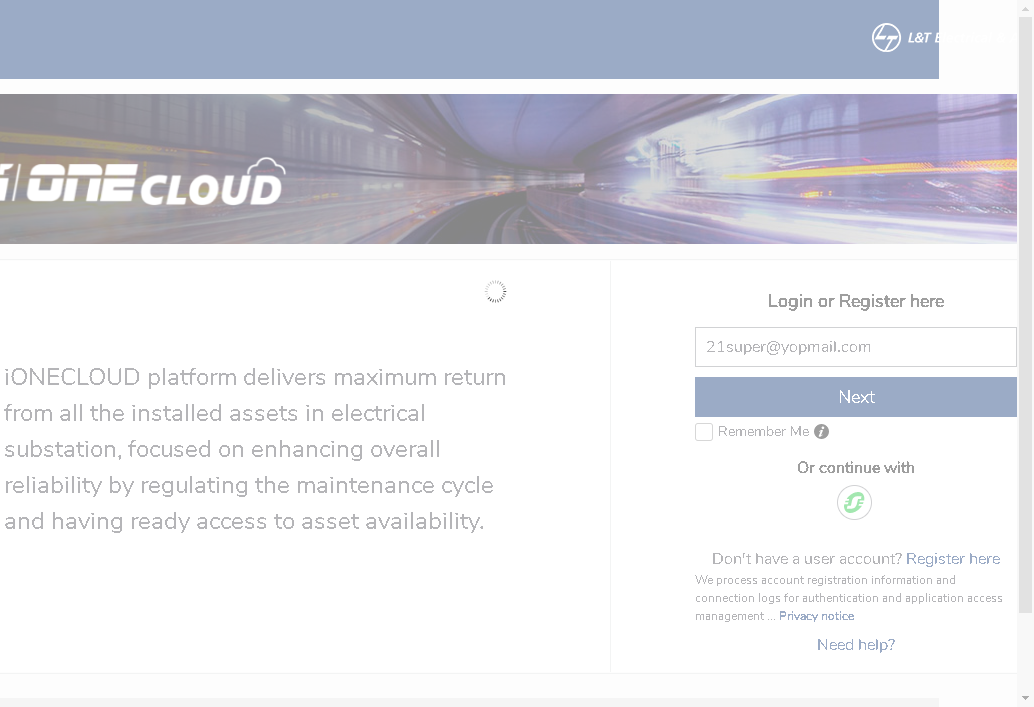 L&T
iONE CLOUD
Login or Register here
21super@yopmail.com
Next
Remember Me i
Or continue with
iONECLOUD platform delivers maximum return
from all the installed assets in electrical
substation, focused on enhancing overall
reliability by regulating the maintenance cycle
and having ready access to asset availability.
Don't have a user account? Register here
We process account registration information and
connection logs for authentication and application access
management ... Privacy notice
Need help?